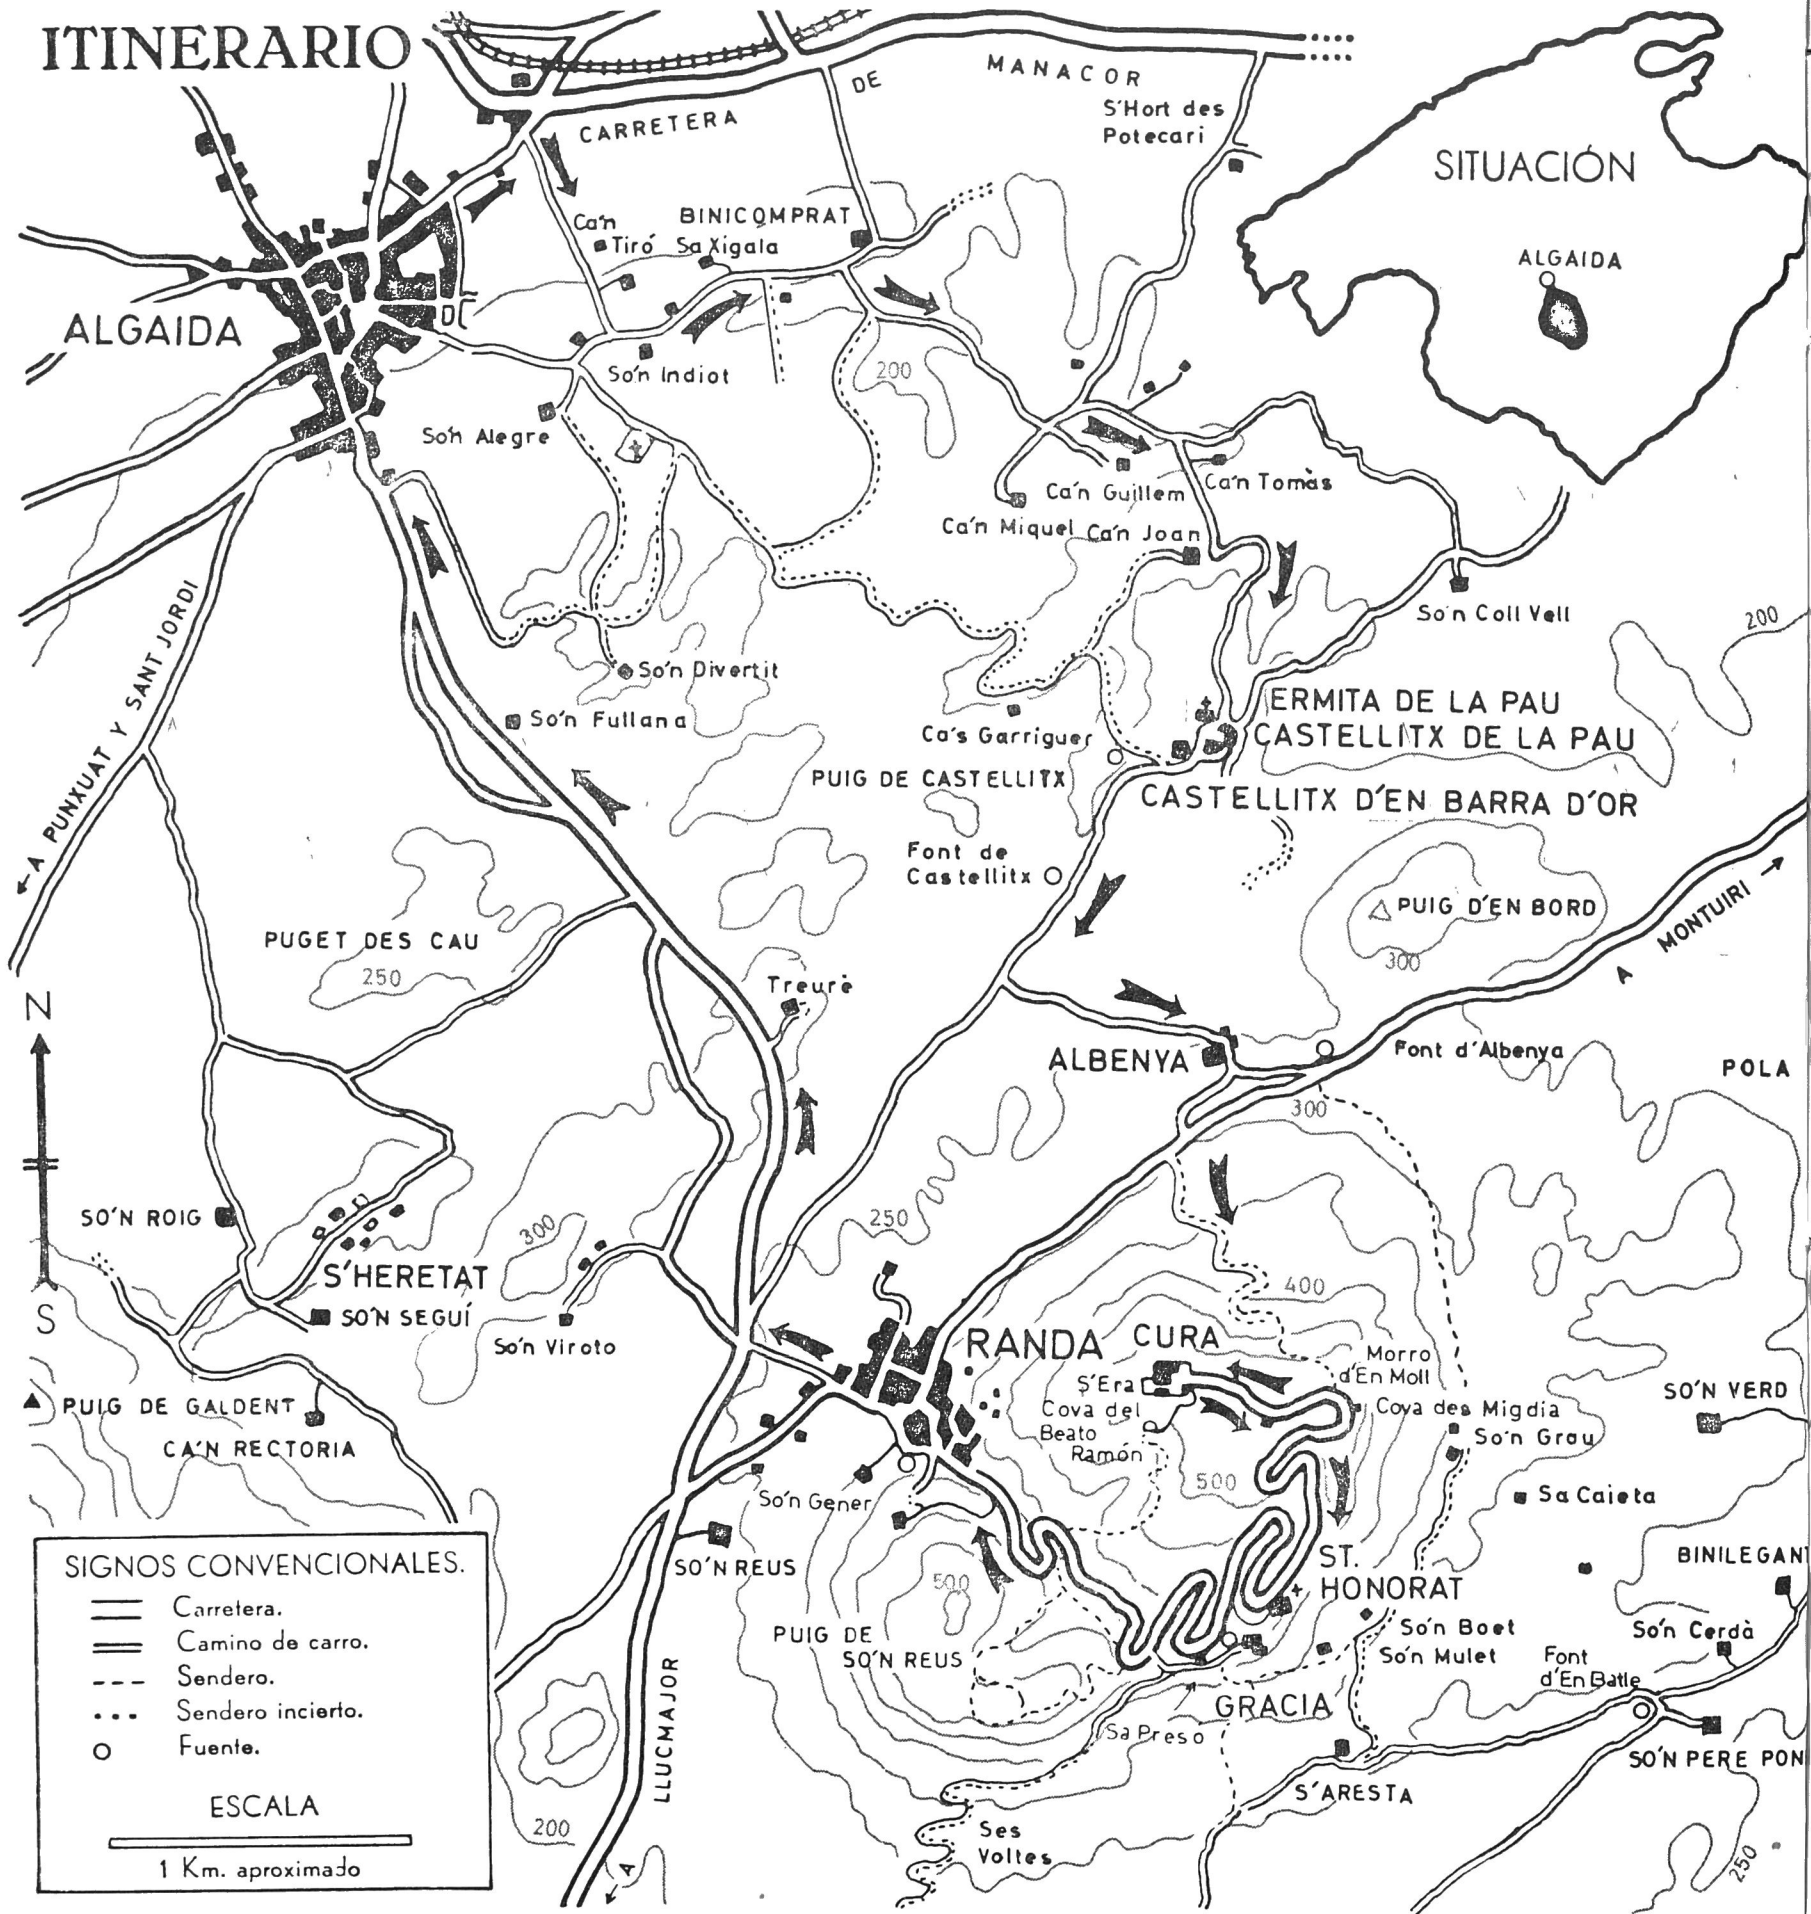 ITINERARIO
CARRETERA
DE
MANACOR
S'Hort des
Potecari
SITUACIÓN
ALGAIDA
Ca'n
Tiró
Sa Xigala
BINICOMPRAT
ALGAIDA
So'n Indiot
200
So'n Alegre
Ca'n Guillem
Ca'n Tomàs
Ca'n Miquel
Ca'n Joan
So'n Coll Vell
200
A PUNXUAT Y SANT JORDI
So'n Divertit
So'n Fullana
ERMITA DE LA PAU
CASTELLITX DE LA PAU
Ca's Garriguer
PUIG DE CASTELLITX
CASTELLITX D'EN BARRA D'OR
Font de
Castellitx
PUIG D'EN BORD
300
A MONTUIRI
PUGET DES CAU
250
Treurè
N
ALBENYA
Font d'Albenya
POLA
300
SO'N ROIG
300
250
S'HERETAT
S
SO'N SEGUÍ
So'n Viroto
400
RANDA
CURA
Morro
d'En Moll
S'Era
Cova del
Beato
Ramón
Cova des Migdia
So'n Grau
SO'N VERD
PUIG DE GALDENT
CA'N RECTORIA
500
Sa Caieta
So'n Gener
SO'N REUS
500
ST.
HONORAT
BINILEGANT
So'n Boet
So'n Mulet
So'n Cerdà
Font
d'En Batle
PUIG DE
SO'N REUS
GRACIA
Sa Presó
SO'N PERE PONS
S'ARESTA
Ses
Voltes
200
250
A
LLUCMAJOR
SIGNOS CONVENCIONALES.
Carretera.
Camino de carro.
Sendero.
Sendero incierto.
Fuente.
ESCALA
1 Km. aproximado